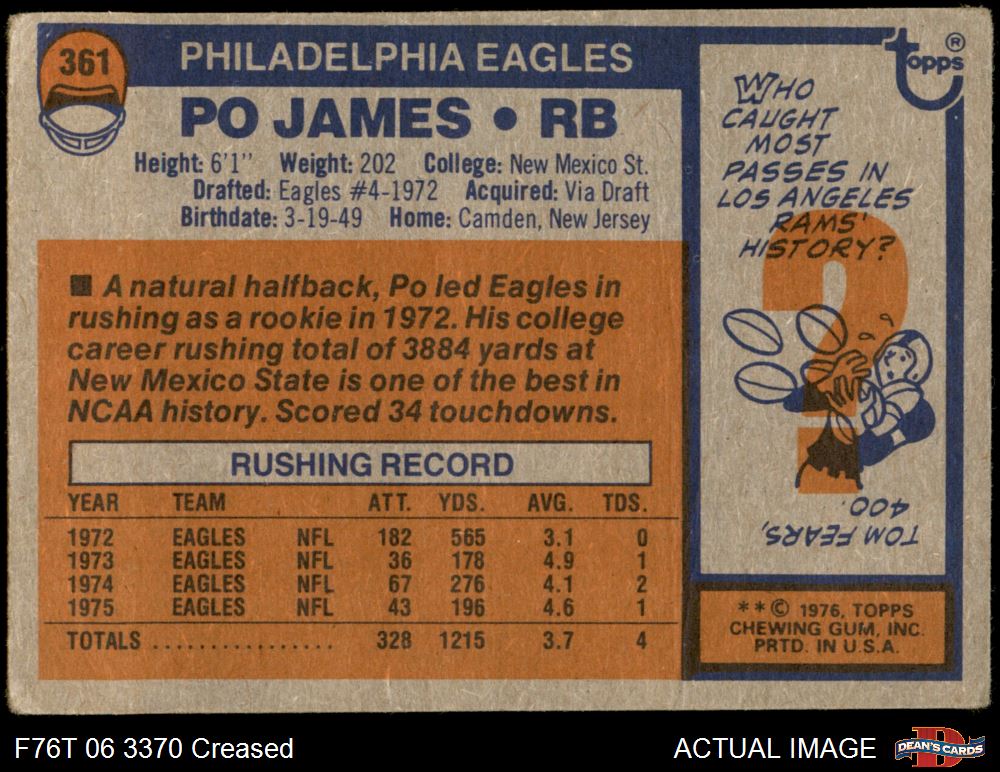 361
PHILADELPHIA EAGLES
PO JAMES • RB
Height: 6'1" Weight: 202 College: New Mexico St.
Drafted: Eagles #4-1972 Acquired: Via Draft
Birthdate: 3-19-49 Home: Camden, New Jersey
■ A natural halfback, Po led Eagles in
rushing as a rookie in 1972. His college
career rushing total of 3884 yards at
New Mexico State is one of the best in
NCAA history. Scored 34 touchdowns.
RUSHING RECORD
YEAR TEAM ATT. YDS. AVG. TDS.
1972 EAGLES NFL 182 565 3.1 0
1973 EAGLES NFL 36 178 4.9 1
1974 EAGLES NFL 67 276 4.1 2
1975 EAGLES NFL 43 196 4.6 1
TOTALS ................ 328 1215 3.7 4
topps ®
WHO
CAUGHT
MOST
PASSES IN
LOS ANGELES
RAMS'
HISTORY?
?
TOM FEARS,
400.
**© 1976, TOPPS
CHEWING GUM, INC.
PRTD. IN U.S.A.
F76T 06 3370 Creased
ACTUAL IMAGE
D
DEAN'S CARDS